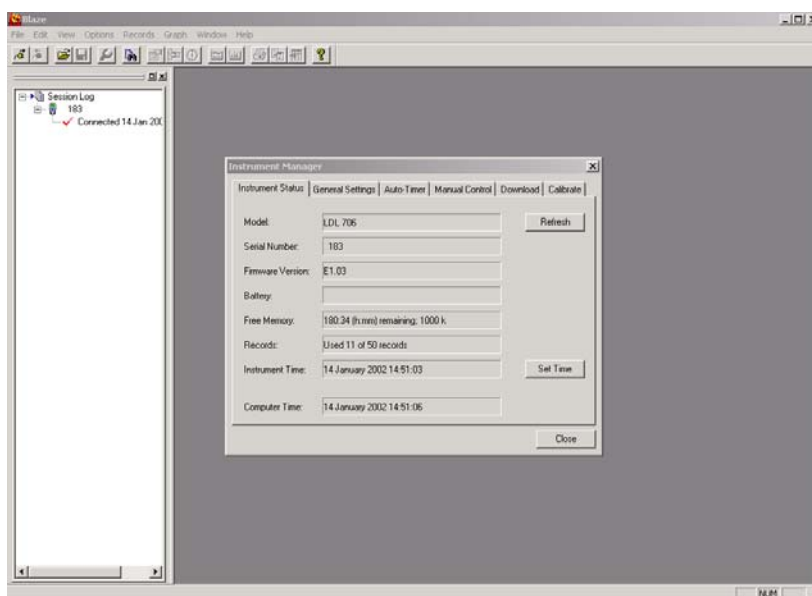 Blaze
File Edit View Options Records Graph Window Help
Session Log
183
Connected 14 Jan 200
Instrument Manager
Instrument Status General Settings Auto-Timer Manual Control Download Calibrate
Model: LDL 706 Refresh
Serial Number: 183
Firmware Version: E1.03
Battery:
Free Memory: 180:34 (h:mm) remaining; 1000 k
Records: Used 11 of 50 records
Instrument Time: 14 January 2002 14:51:03 Set Time
Computer Time: 14 January 2002 14:51:06
Close
NUM